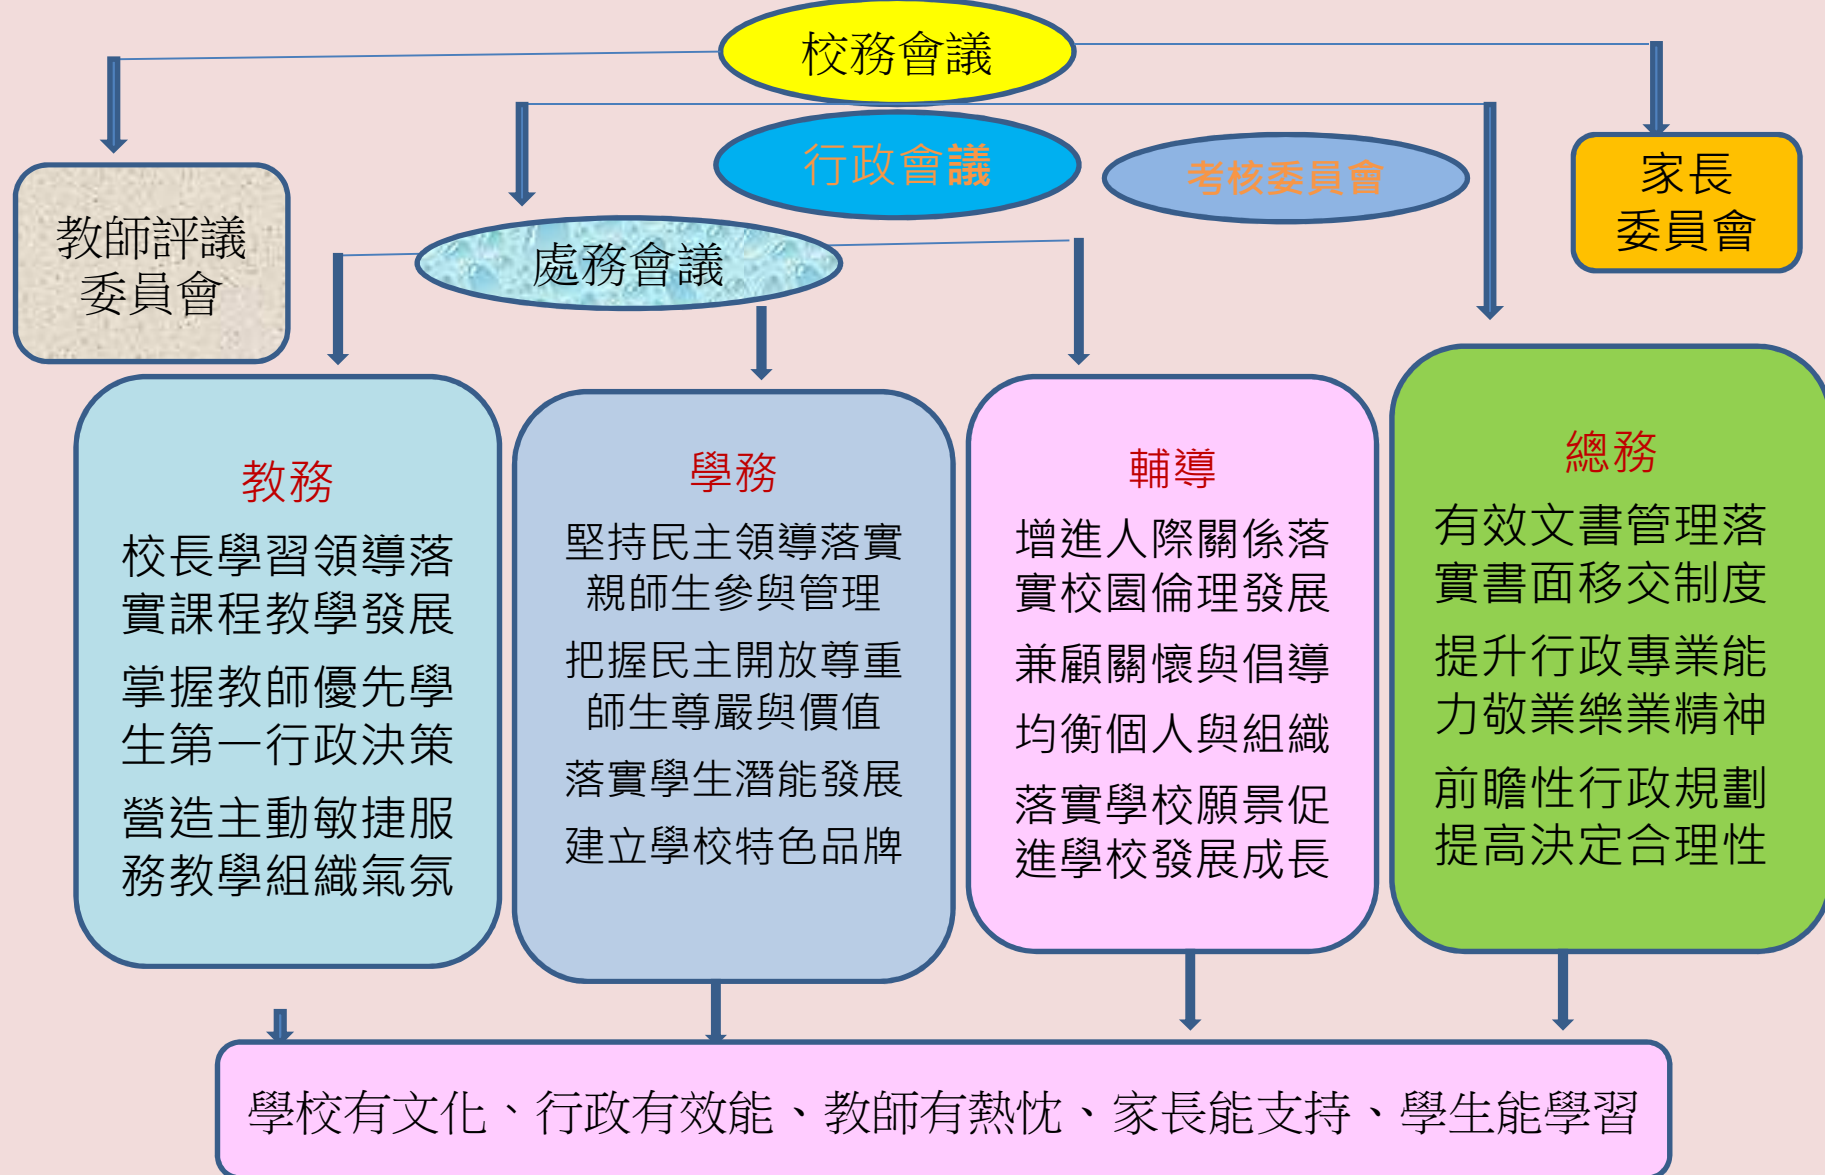 校務會議
行政會議
考核委員會
家長
委員會
教師評議
委員會
處務會議
教務
校長學習領導落
實課程教學發展
掌握教師優先學
生第一行政決策
營造主動敏捷服
務教學組織氣氛
學務
堅持民主領導落實
親師生參與管理
把握民主開放尊重
師生尊嚴與價值
落實學生潛能發展
建立學校特色品牌
輔導
增進人際關係落
實校園倫理發展
兼顧關懷與倡導
均衡個人與組織
落實學校願景促
進學校發展成長
總務
有效文書管理落
實書面移交制度
提升行政專業能
力敬業樂業精神
前瞻性行政規劃
提高決定合理性
學校有文化、行政有效能、教師有熱忱、家長能支持、學生能學習